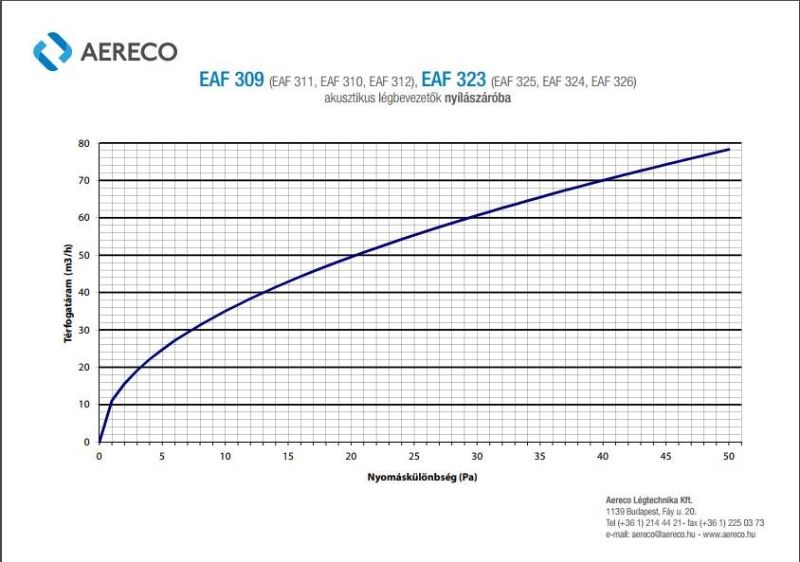 AERECO
EAF 309 (EAF 311, EAF 310, EAF 312), EAF 323 (EAF 325, EAF 324, EAF 326)
akusztikus légbevezetők nyílászáróba
Térfogatáram (m3/h)
80
70
60
50
40
30
20
10
0
0 5 10 15 20 25 30 35 40 45 50
Nyomáskülönbség (Pa)
Aereco Légtechnika Kft.
1139 Budapest, Fáy u. 20.
Tel (+36 1) 214 44 21- fax (+36 1) 225 03 73
e-mail: aereco@aereco.hu - www.aereco.hu